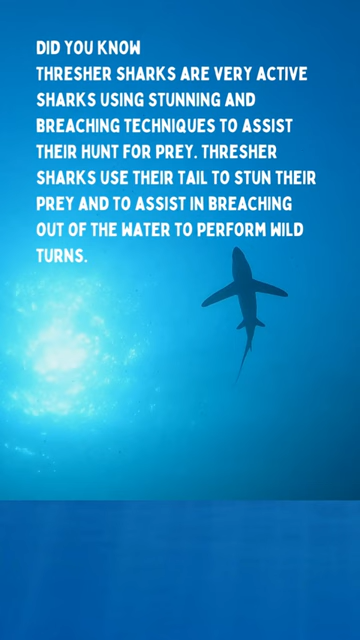 DID YOU KNOW
THRESHER SHARKS ARE VERY ACTIVE
SHARKS USING STUNNING AND
BREACHING TECHNIQUES TO ASSIST
THEIR HUNT FOR PREY. THRESHER
SHARKS USE THEIR TAIL TO STUN THEIR
PREY AND TO ASSIST IN BREACHING
OUT OF THE WATER TO PERFORM WILD
TURNS.